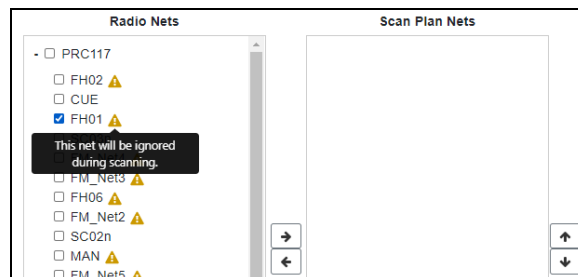 Radio Nets
Scan Plan Nets
- PRC117
FH02
CUE
FH01
This net will be ignored
during scanning.
FM_Net3
FH06
FM_Net2
SC02n
MAN
FM_Net5